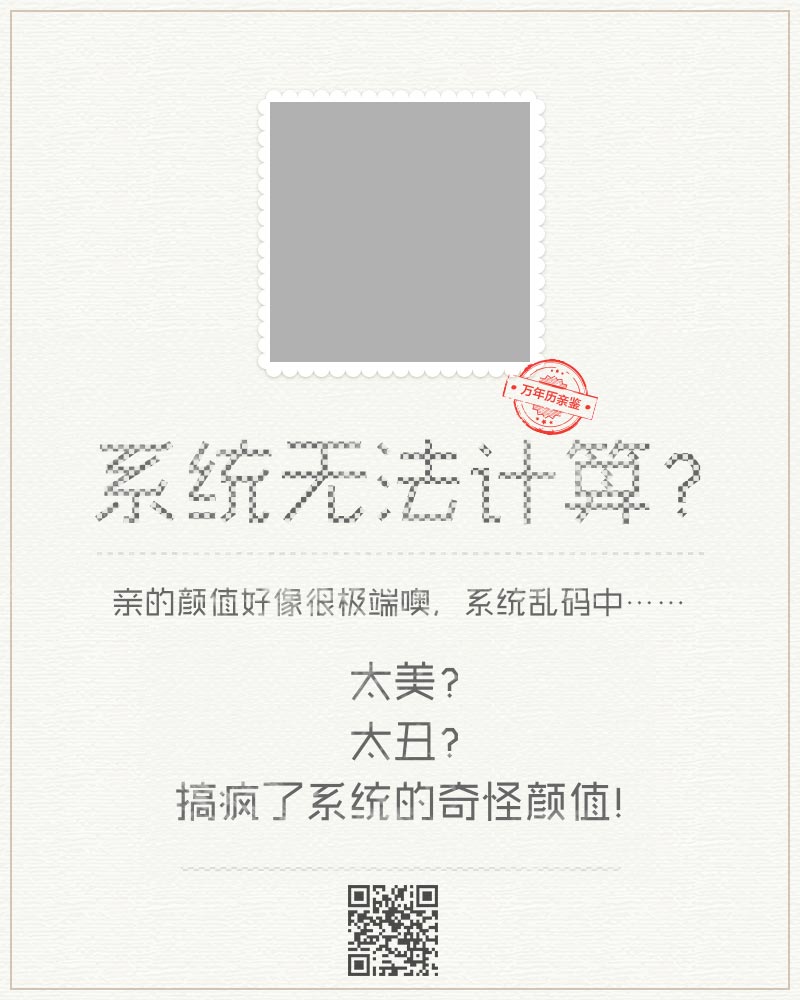 万年历亲鉴
系统无法计算?
亲的颜值好像很极端噢,系统乱码中……
太美?
太丑?
搞疯了系统的奇怪颜值!